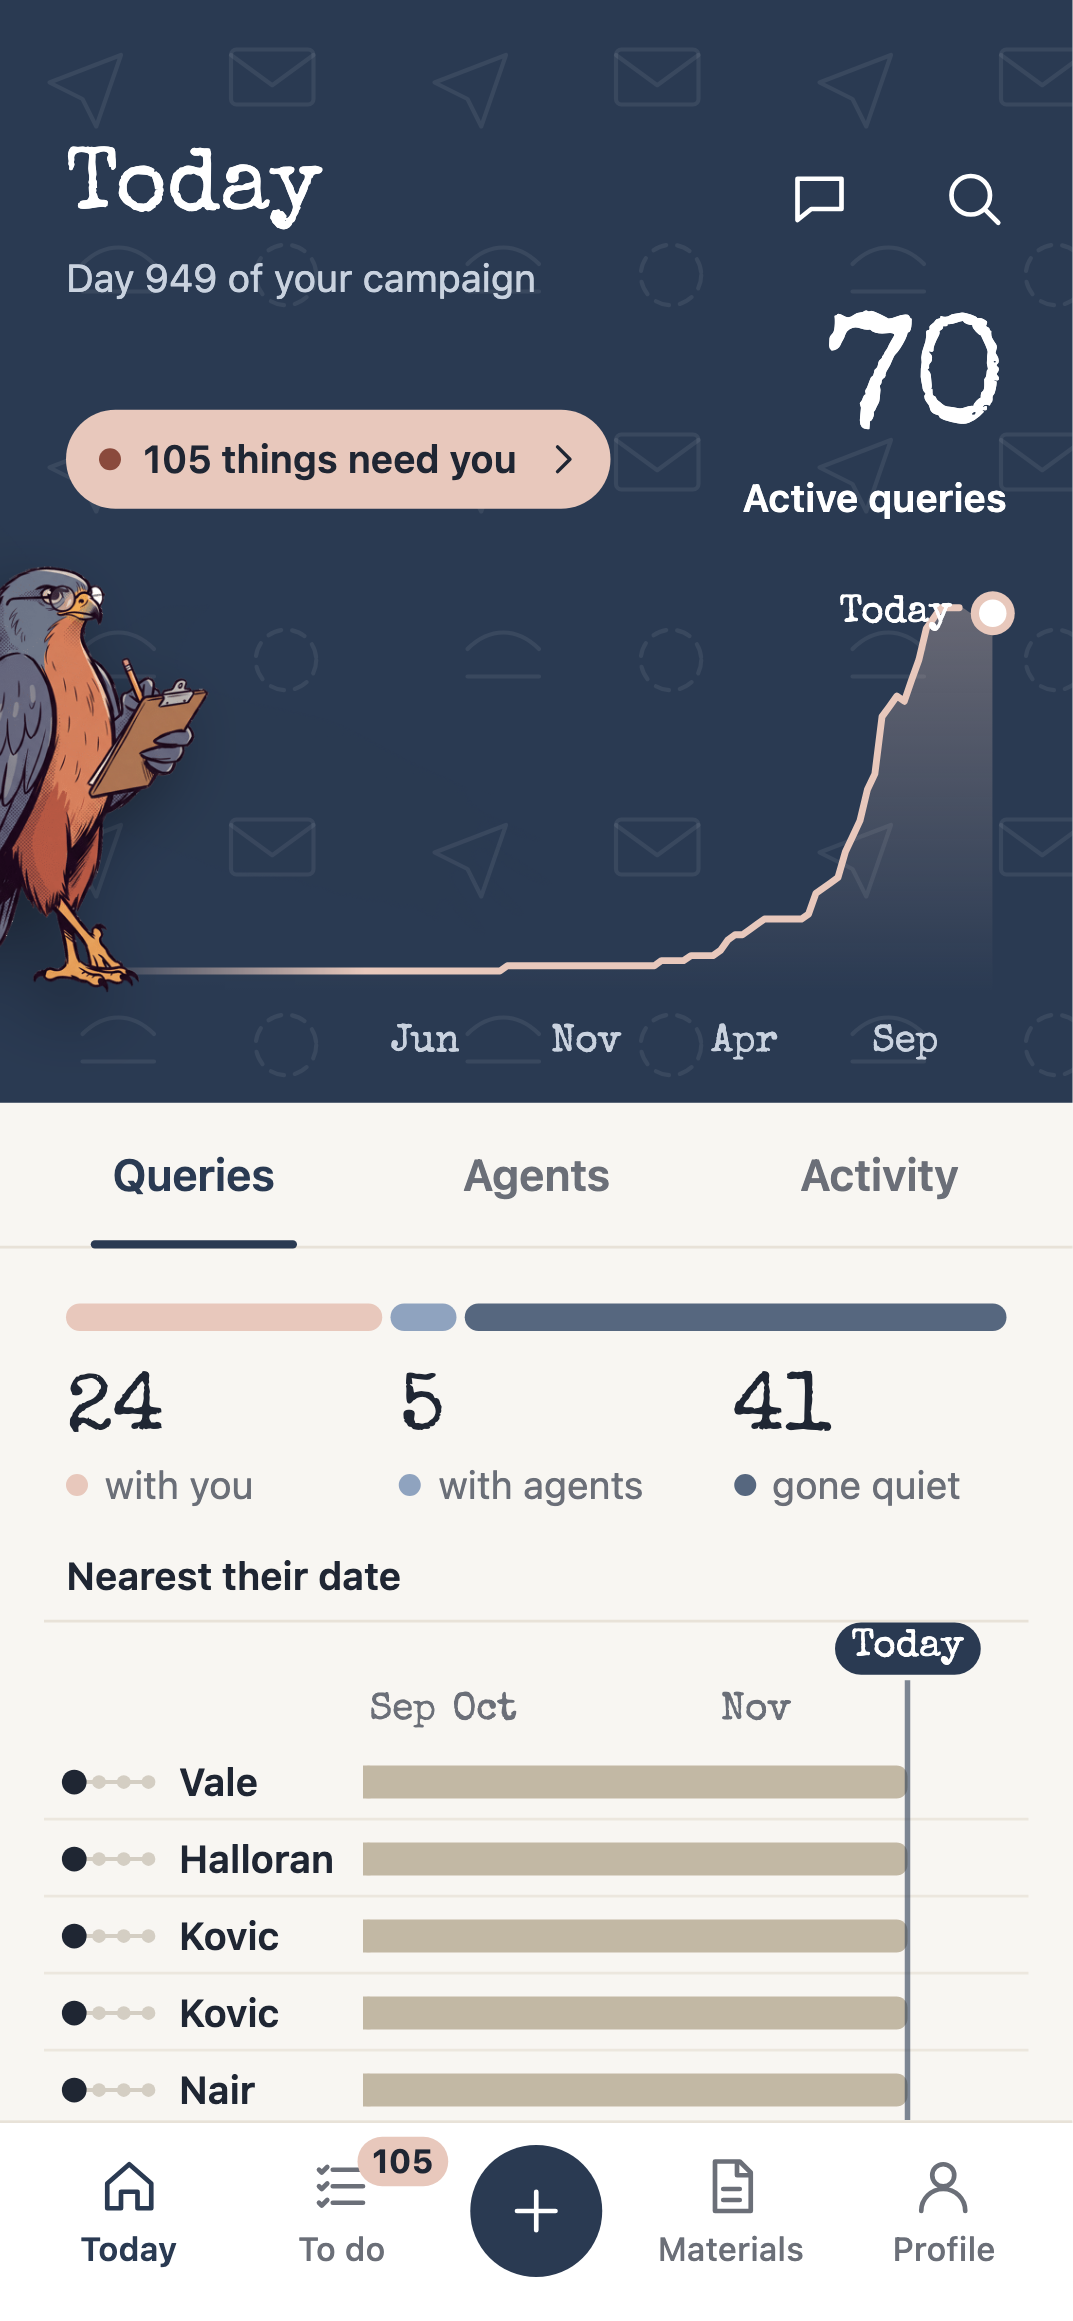 Today
Day 949 of your campaign
70
105 things need you
Active queries
Today
Jun Nov Apr Sep
Queries Agents Activity
24 5 41
with you with agents gone quiet
Nearest their date
Today
Sep Oct Nov
Vale
Halloran
Kovic
Kovic
Nair
105
Today To do Materials Profile